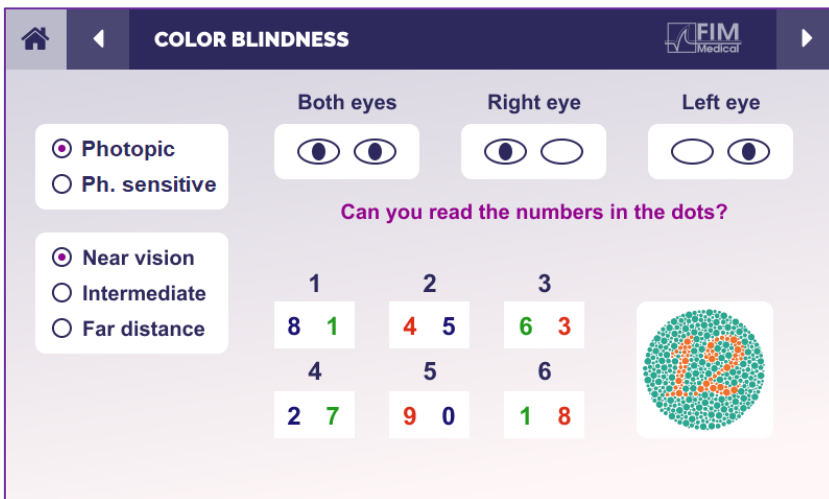 COLOR BLINDNESS
FIM
Medical
Both eyes
Right eye
Left eye
Photopic
Ph. sensitive
Can you read the numbers in the dots?
Near vision
Intermediate
Far distance
1 2 3
8 1 4 5 6 3
4 5 6
2 7 9 0 1 8
12